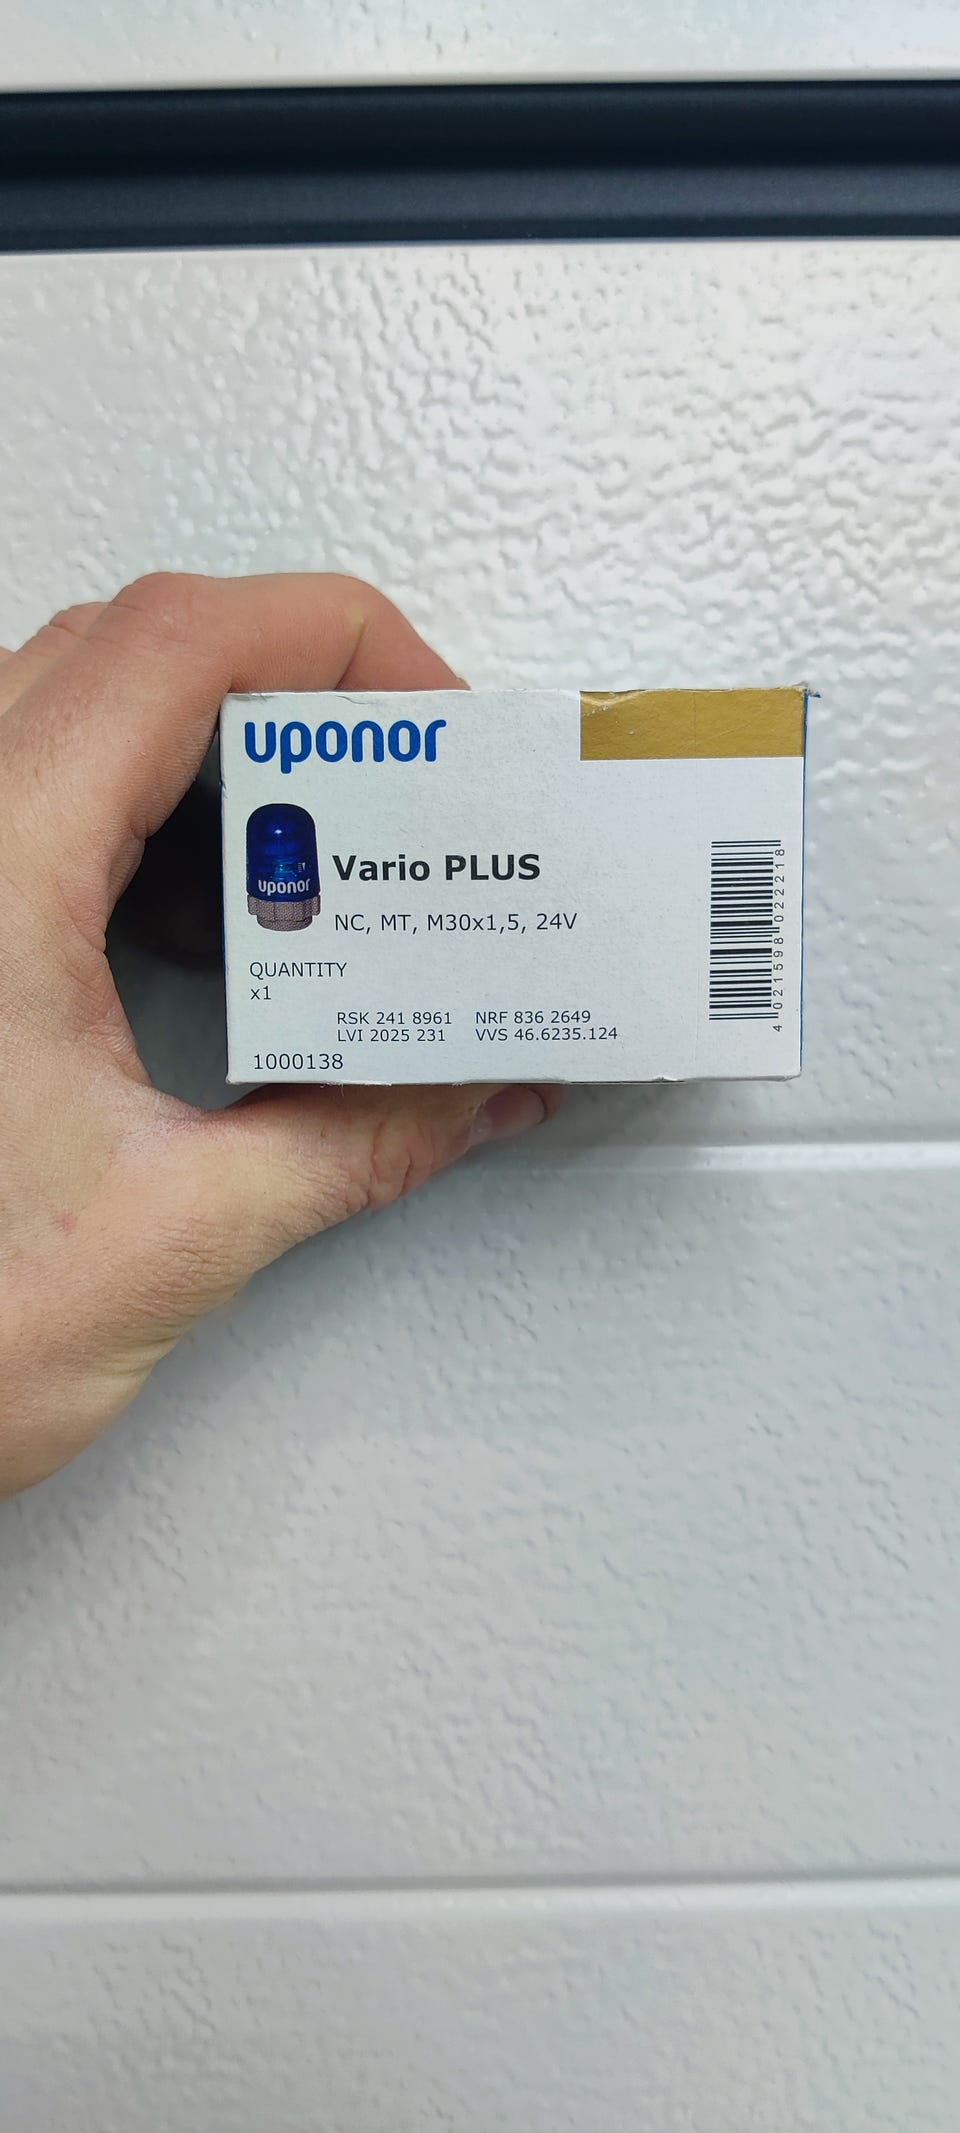 uponor
uponor
Vario PLUS
NC, MT, M30x1,5, 24V
QUANTITY
x1
RSK 241 8961 NRF 836 2649
LVI 2025 231 VVS 46.6235.124
1000138
4 021598 022218